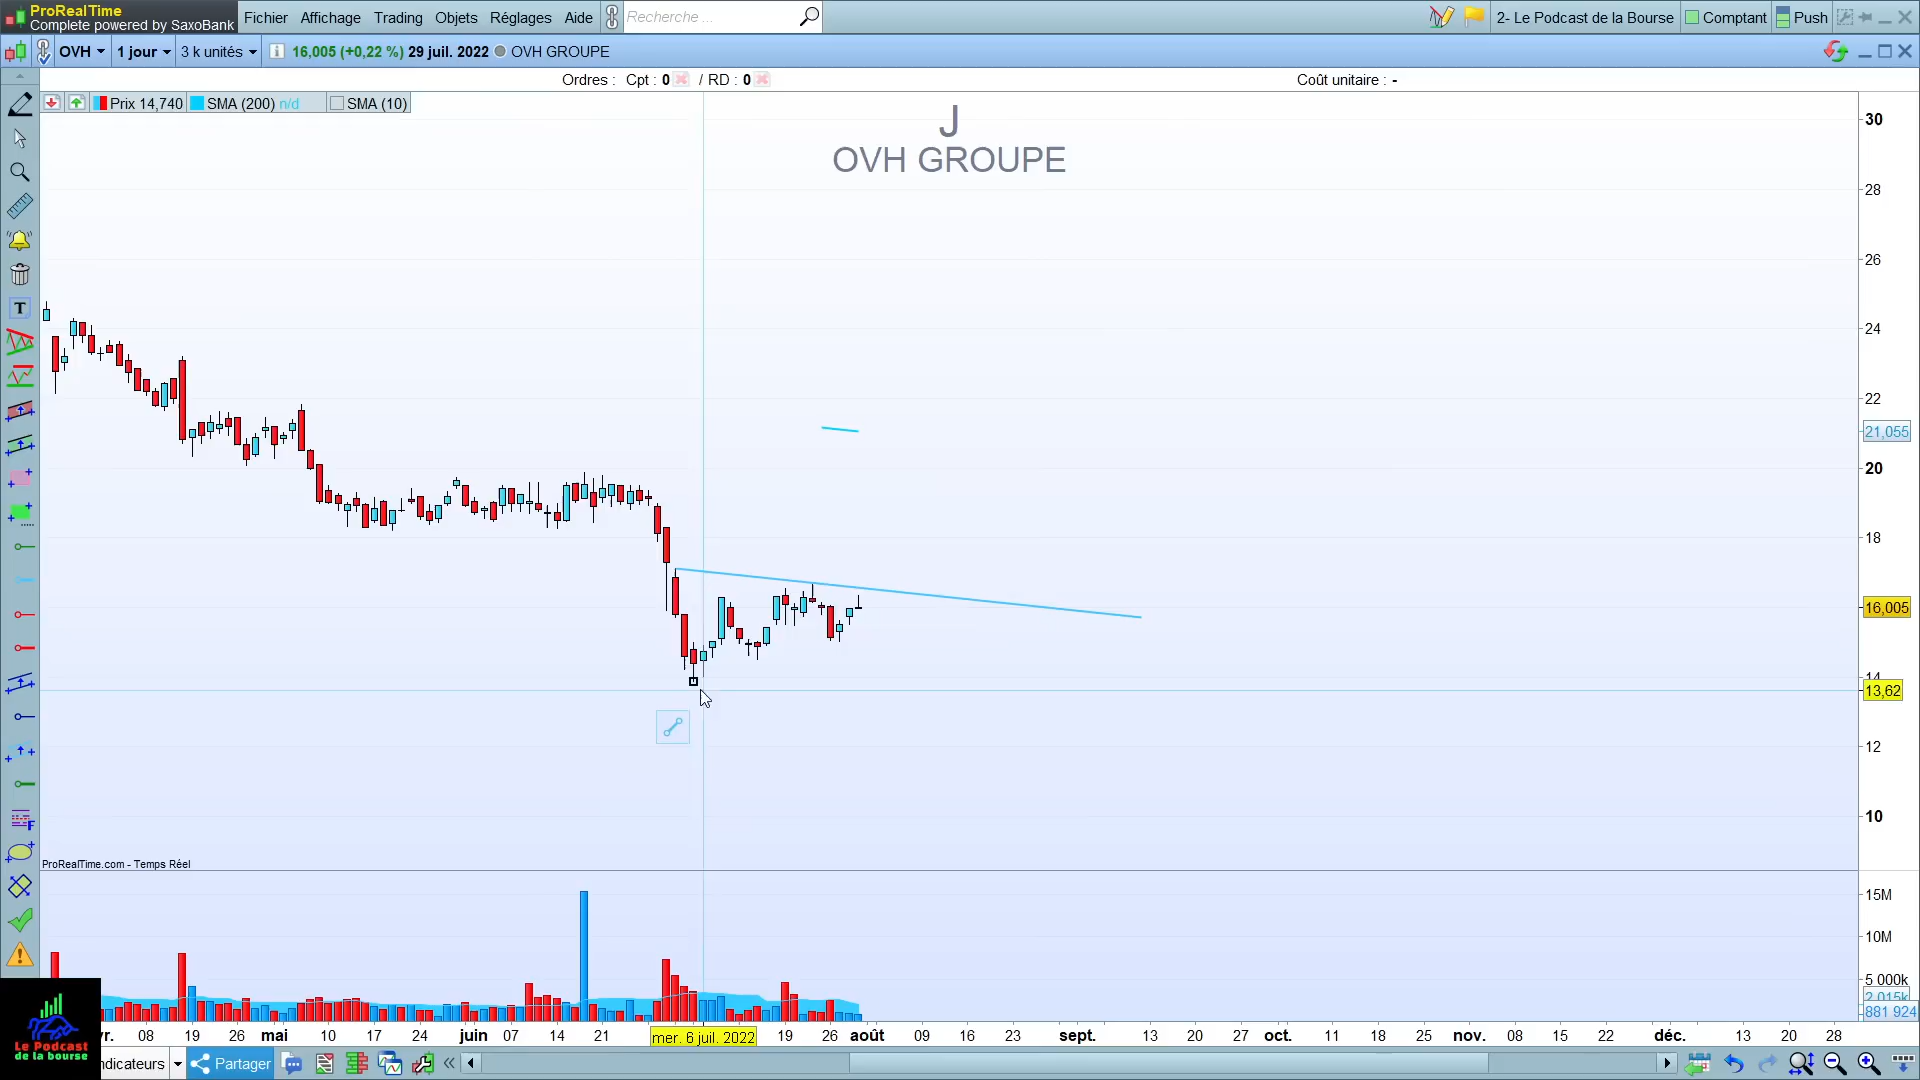 ProRealTime
Complete powered by SaxoBank
Fichier Affichage Trading Objets Réglages Aide Recherche ... 2- Le Podcast de la Bourse Comptant Push
OVH 1 jour 3 k unités 16,005 (+0,22 %) 29 juil. 2022 OVH GROUPE
Ordres : Cpt : 0 / RD : 0 Coût unitaire : -
Prix 14,740 SMA (200) n/d SMA (10)
J
OVH GROUPE
30
28
26
24
22
21,055
20
18
16,005
14
13,62
12
10
T
F
ProRealTime.com - Temps Réel
15M
10M
5 000k
2 015k
881 924
vr. 08 19 26 mai 10 17 24 juin 07 14 21 mer. 6 juil. 2022 19 26 août 09 16 23 sept. 13 20 27 oct. 11 18 25 nov. 08 15 22 déc. 13 20 28
Le Podcast
de la bourse
ndicateurs Partager